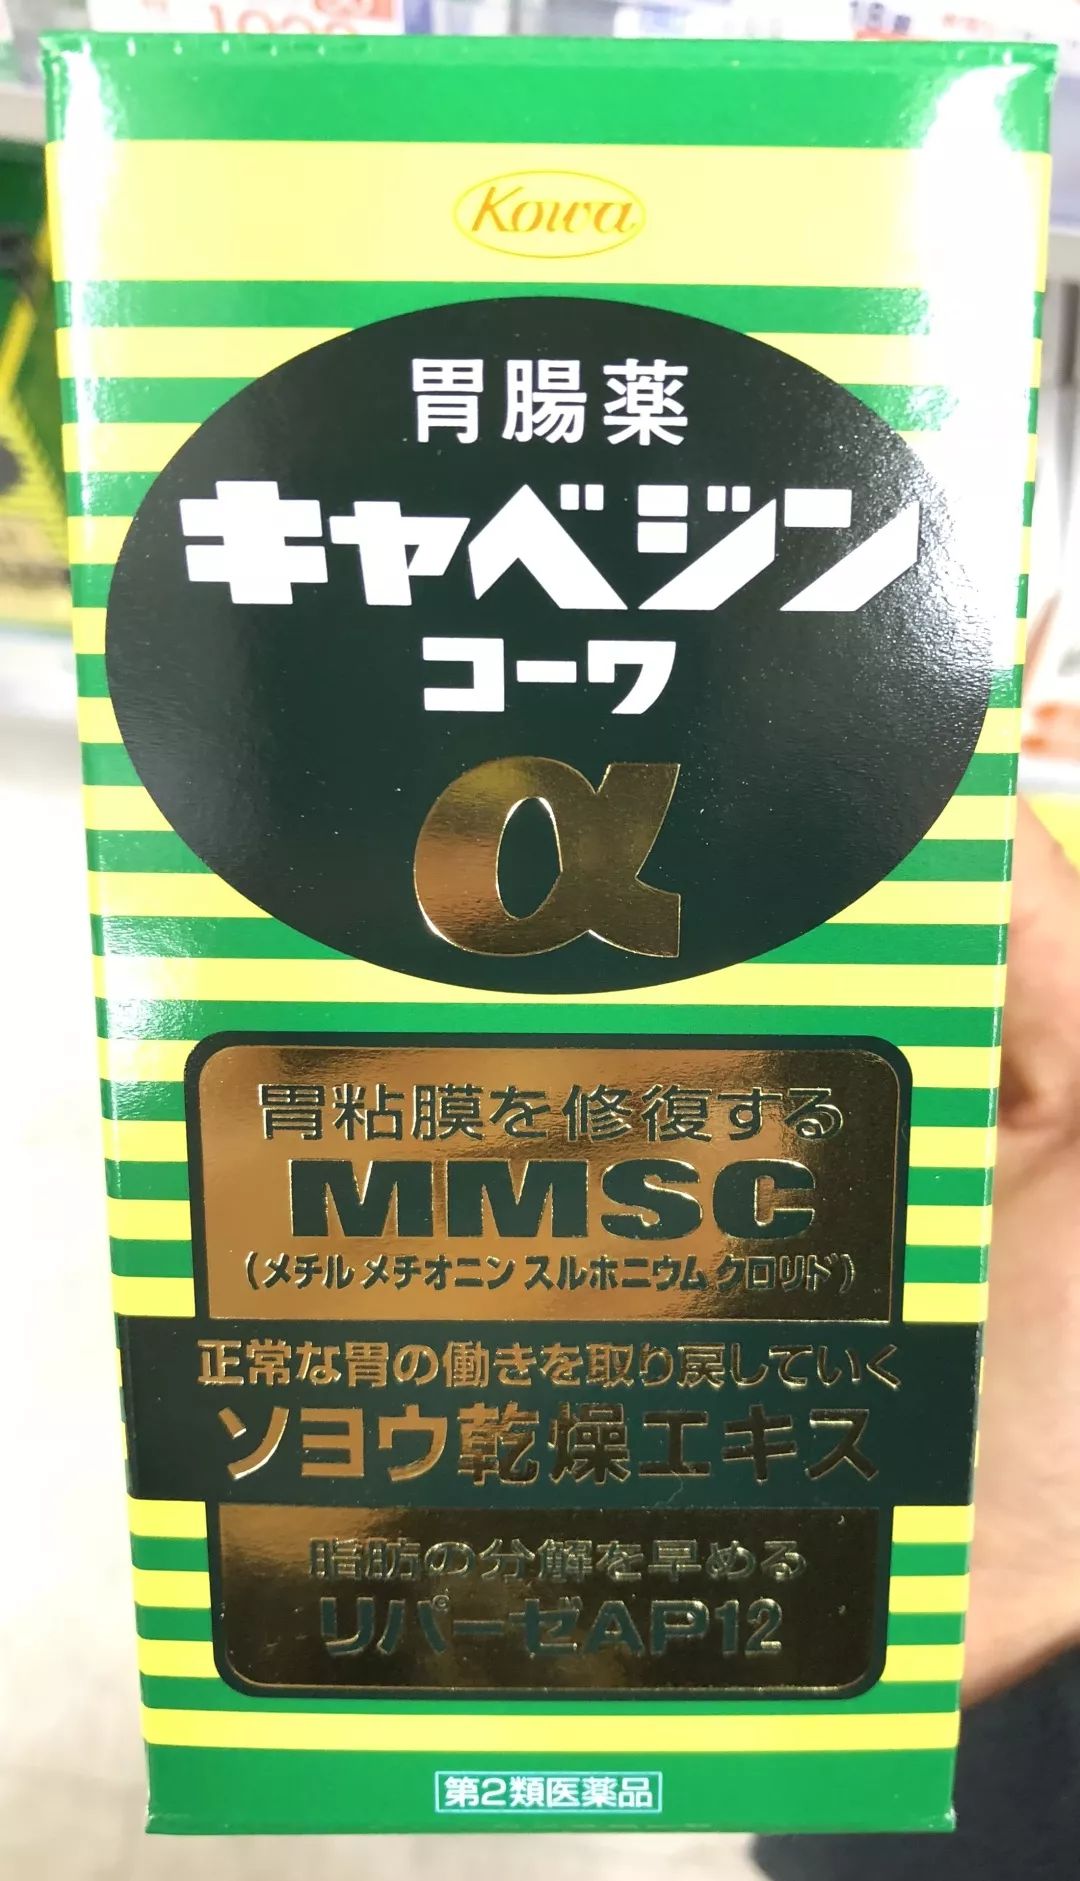 Kowa
胃腸薬
キャベジン
コーワ
α
胃粘膜を修復する
MMSC
(メチル メチオニン スルホニウム クロリド)
正常な胃の働きを取り戻していく
ソヨウ乾燥エキス
脂肪の分解を早める
リパーゼAP12
第2類医薬品